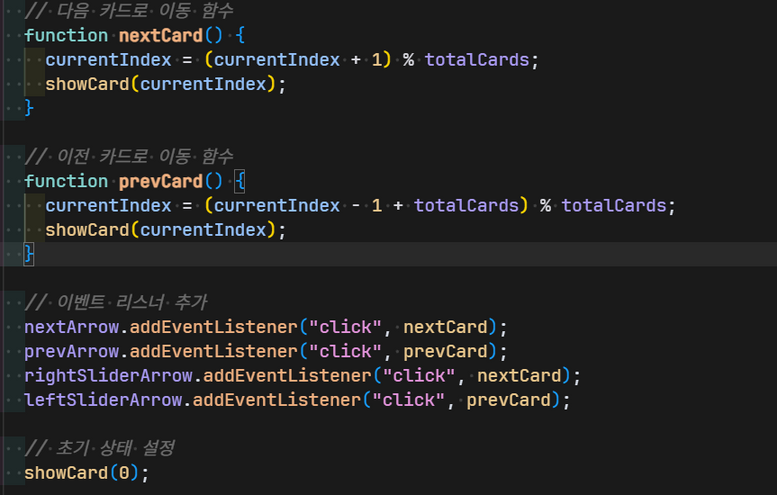 // 다음 카드로 이동 함수
function nextCard() {
currentIndex = (currentIndex + 1) % totalCards;
showCard(currentIndex);
}
// 이전 카드로 이동 함수
function prevCard() {
currentIndex = (currentIndex - 1 + totalCards) % totalCards;
showCard(currentIndex);
}
// 이벤트 리스너 추가
nextArrow.addEventListener("click", nextCard);
prevArrow.addEventListener("click", prevCard);
rightSliderArrow.addEventListener("click", nextCard);
leftSliderArrow.addEventListener("click", prevCard);
// 초기 상태 설정
showCard(0);